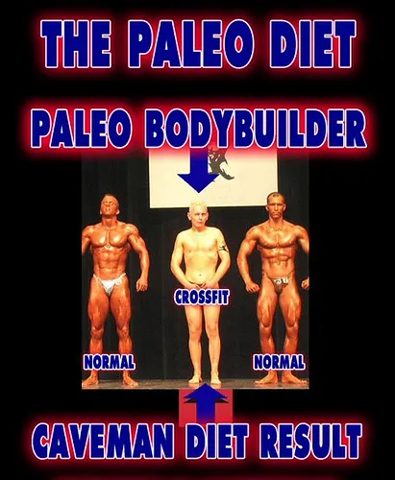 THE PALEO DIET
PALEO BODYBUILDER
CROSSFIT
NORMAL
NORMAL
CAVEMAN DIET RESULT